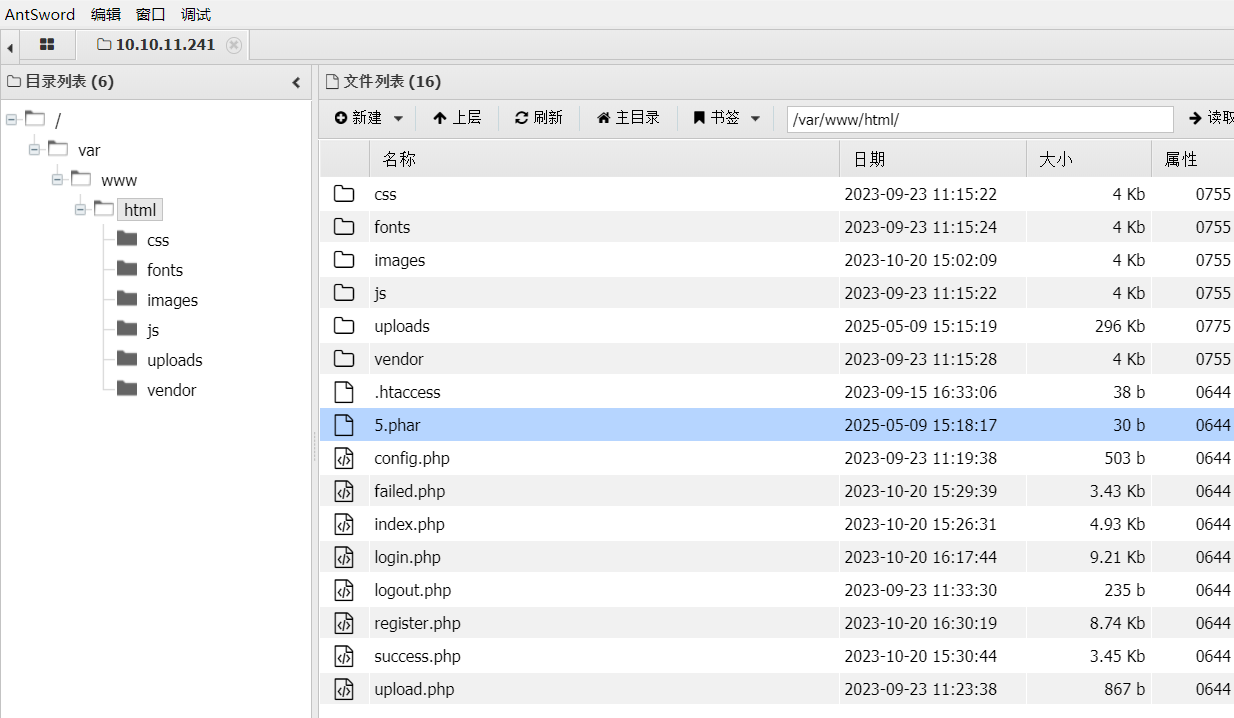 AntSword 编辑 窗口 调试
10.10.11.241
目录列表 (6)
/
var
www
html
css
fonts
images
js
uploads
vendor
文件列表 (16)
新建 上层 刷新 主目录 书签 /var/www/html/ 读取
名称 日期 大小 属性
css 2023-09-23 11:15:22 4 Kb 0755
fonts 2023-09-23 11:15:24 4 Kb 0755
images 2023-10-20 15:02:09 4 Kb 0755
js 2023-09-23 11:15:22 4 Kb 0755
uploads 2025-05-09 15:15:19 296 Kb 0775
vendor 2023-09-23 11:15:28 4 Kb 0755
.htaccess 2023-09-15 16:33:06 38 b 0644
5.phar 2025-05-09 15:18:17 30 b 0644
config.php 2023-09-23 11:19:38 503 b 0644
failed.php 2023-10-20 15:29:39 3.43 Kb 0644
index.php 2023-10-20 15:26:31 4.93 Kb 0644
login.php 2023-10-20 16:17:44 9.21 Kb 0644
logout.php 2023-09-23 11:33:30 235 b 0644
register.php 2023-10-20 16:30:19 8.74 Kb 0644
success.php 2023-10-20 15:30:44 3.45 Kb 0644
upload.php 2023-09-23 11:23:38 867 b 0644